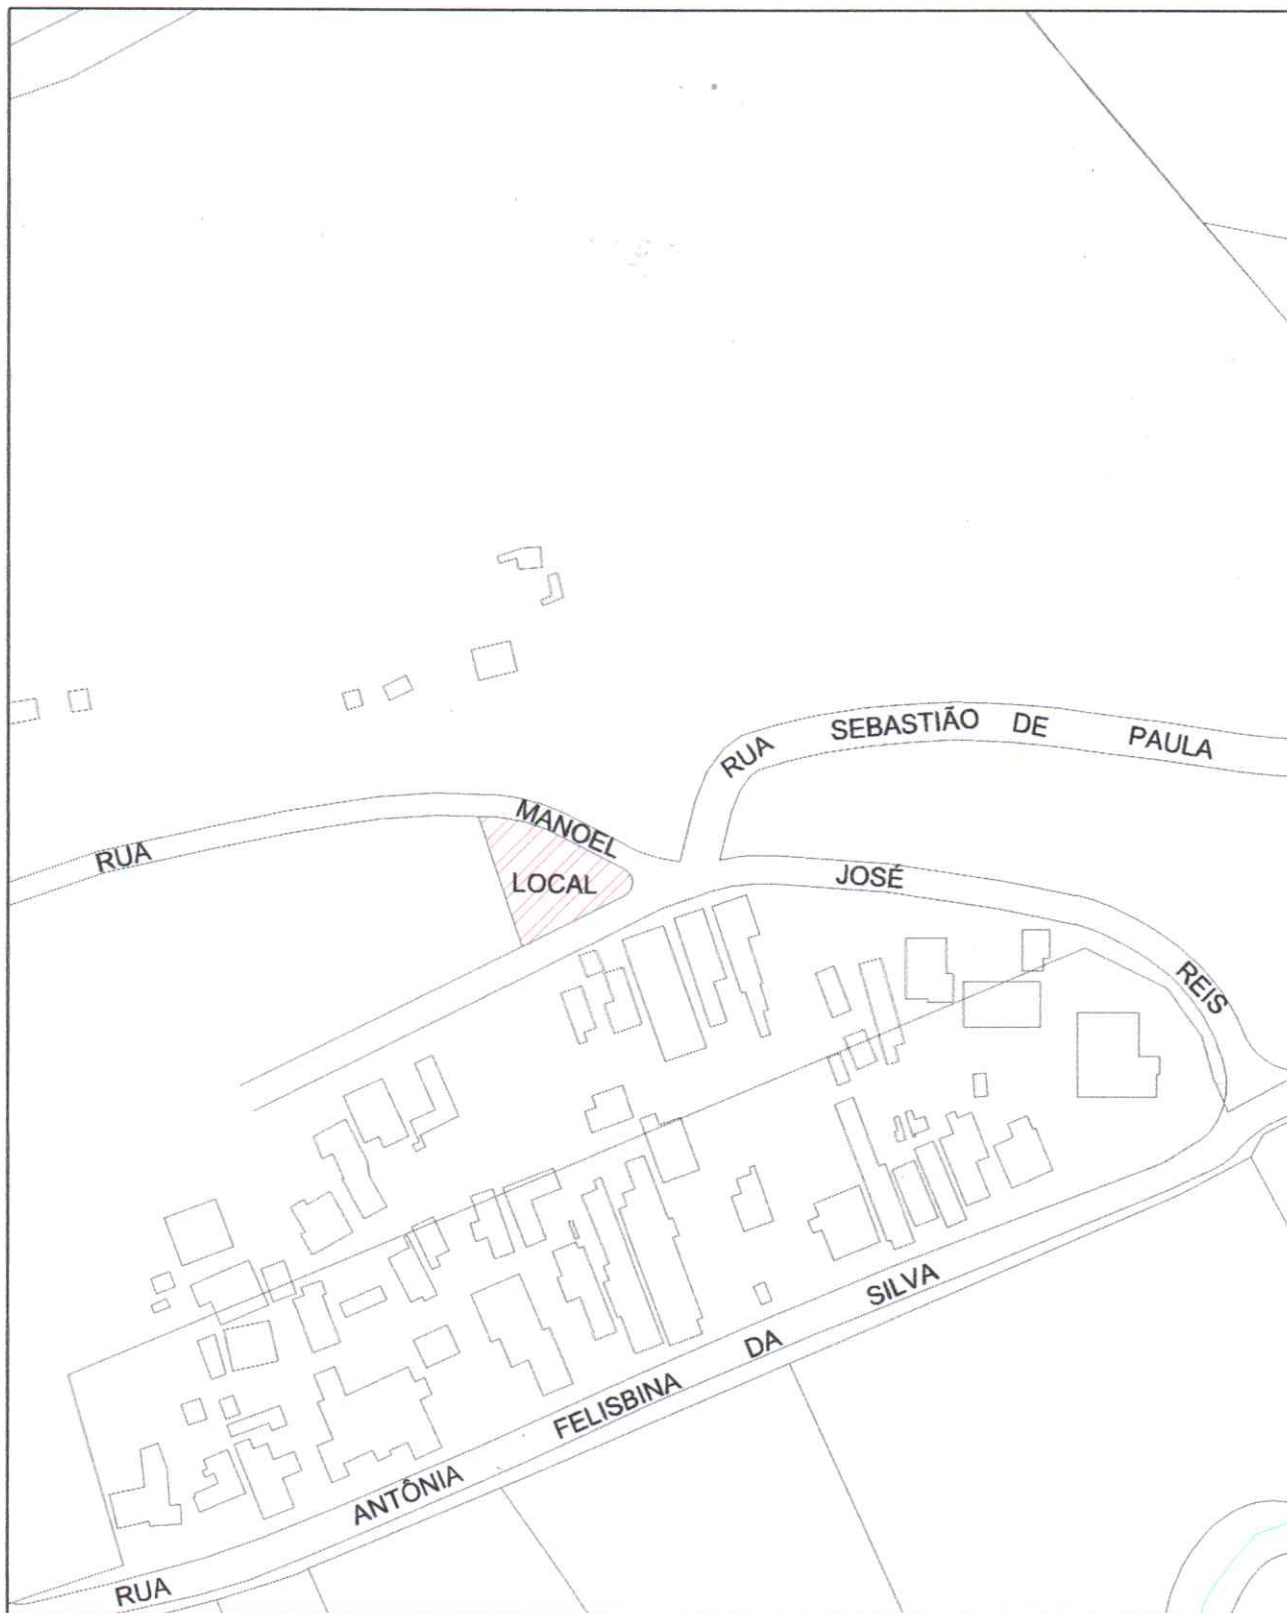 RUA SEBASTIÃO DE PAULA
RUA MANOEL JOSÉ REIS
LOCAL
RUA ANTÔNIA FELISBINA DA SILVA